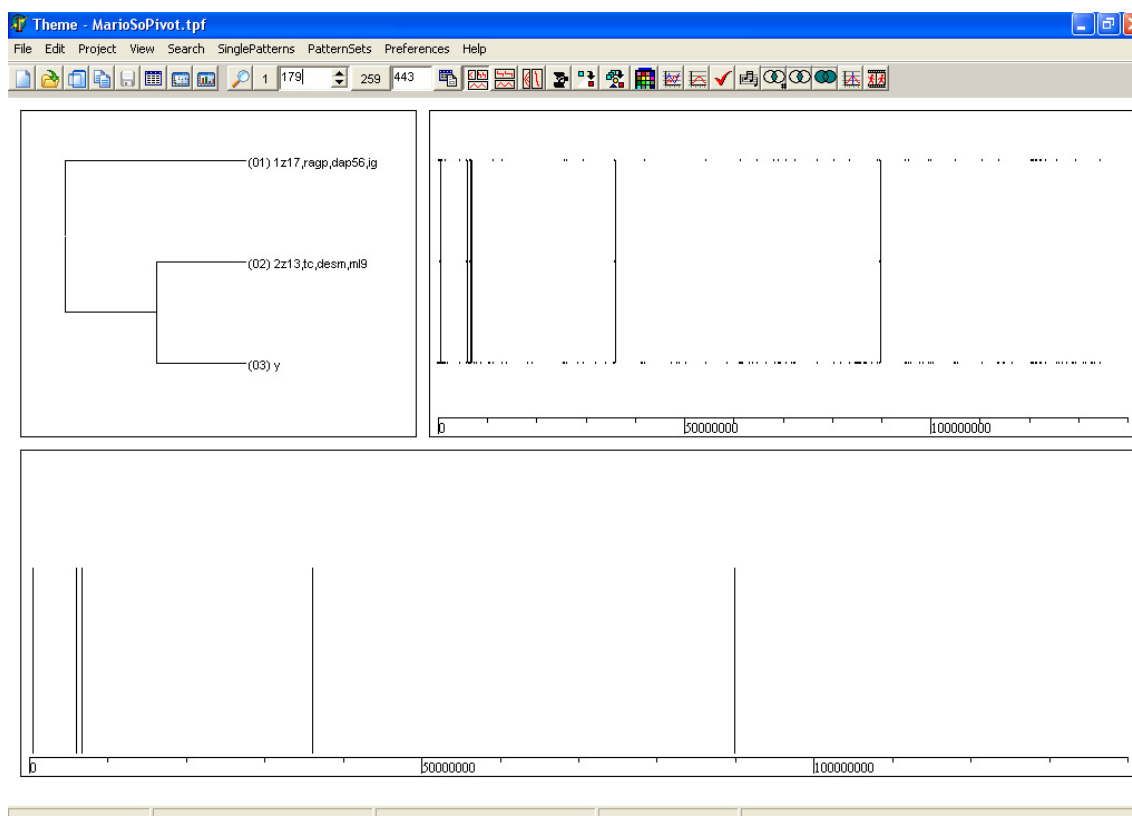 Theme - MarioSoPivot.tpf
File Edit Project View Search SinglePatterns PatternSets Preferences Help
1 179 259 443
(01) 1z17,ragp,dap56,ig
(02) 2z13,tc,desm,ml9
(03) y
0 50000000 100000000
0 50000000 100000000